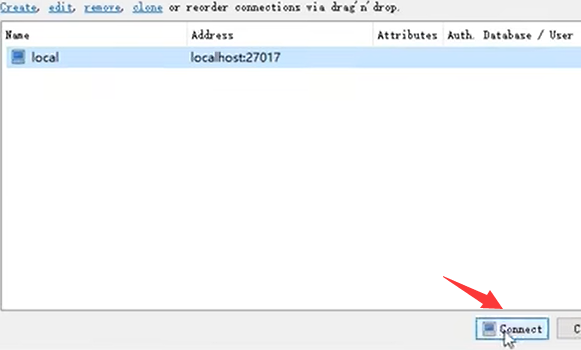 Create, edit, remove, clone or reorder connections via drag'n'drop.
Name Address Attributes Auth. Database / User
local localhost:27017
Connect C